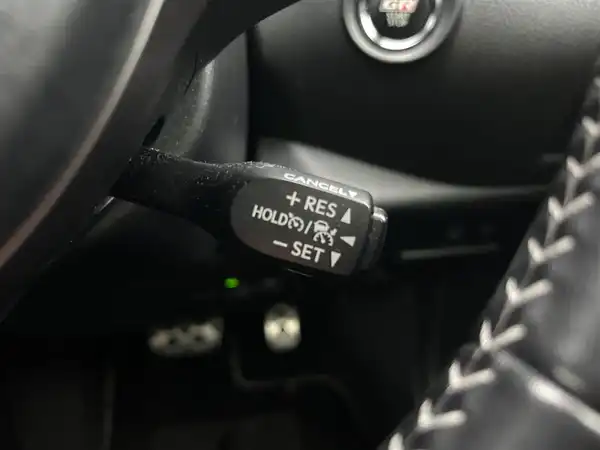 GR
CANCEL
+ RES
HOLD /
− SET